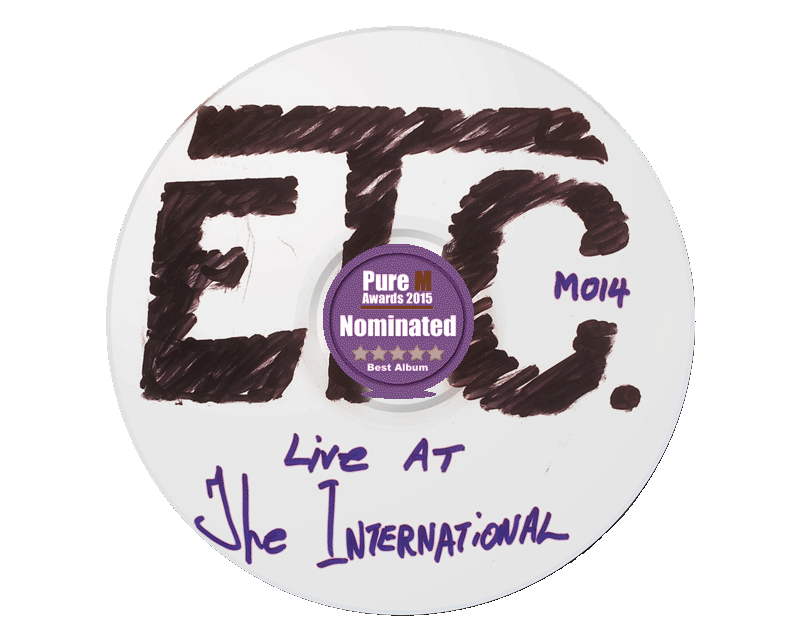 ETC.
M014
Pure M
Awards 2015
Nominated
Best Album
Live AT
The INTERNATiONAL